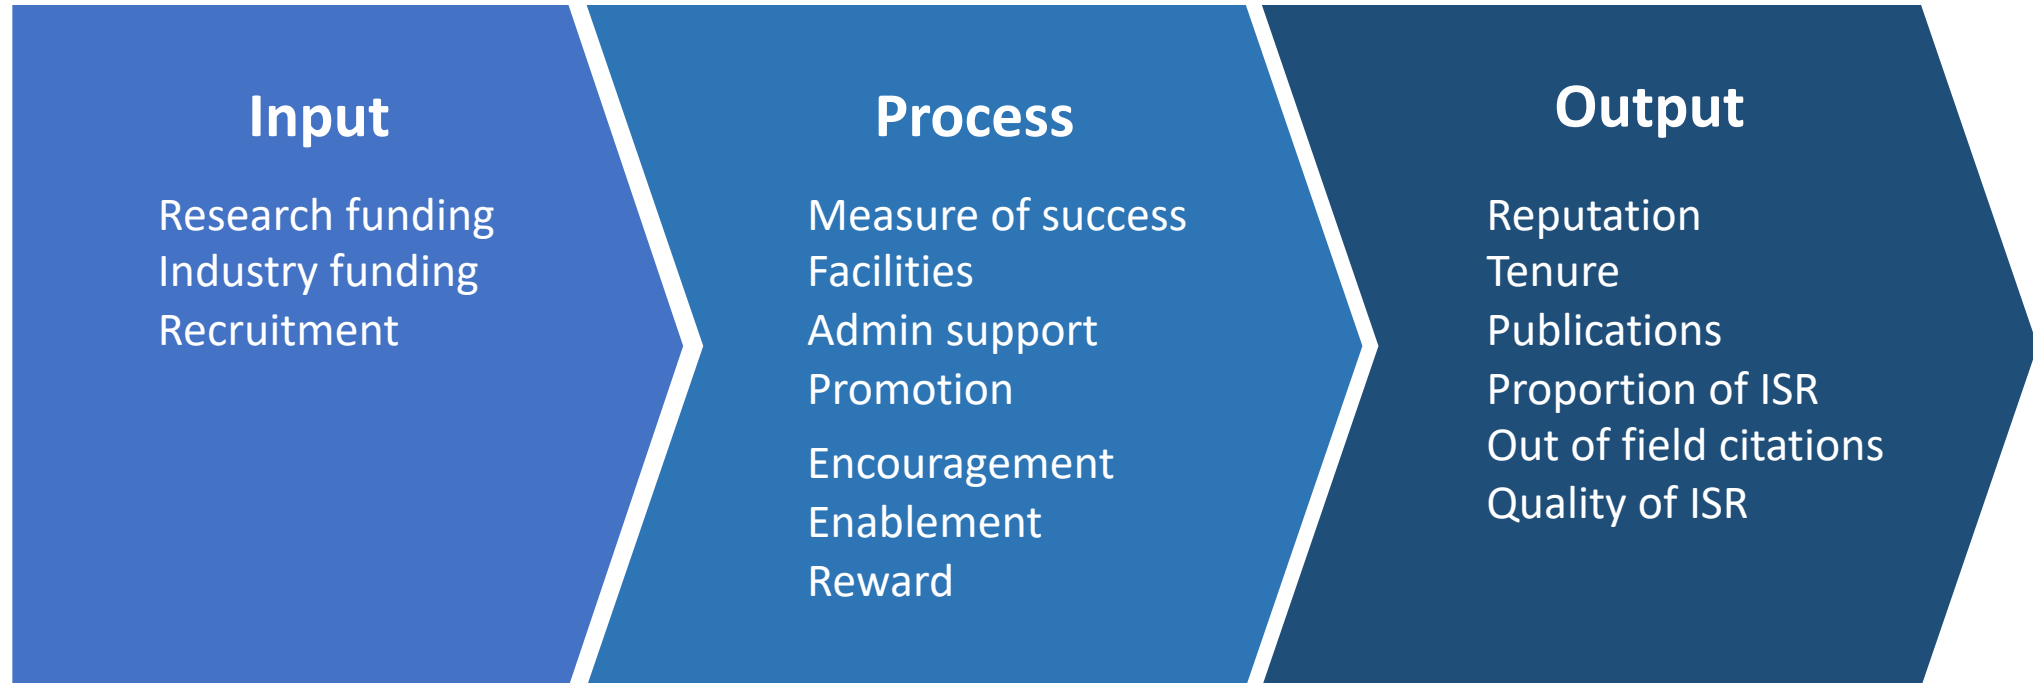 Input
Research funding
Industry funding
Recruitment
Process
Measure of success
Facilities
Admin support
Promotion
Encouragement
Enablement
Reward
Output
Reputation
Tenure
Publications
Proportion of ISR
Out of field citations
Quality of ISR